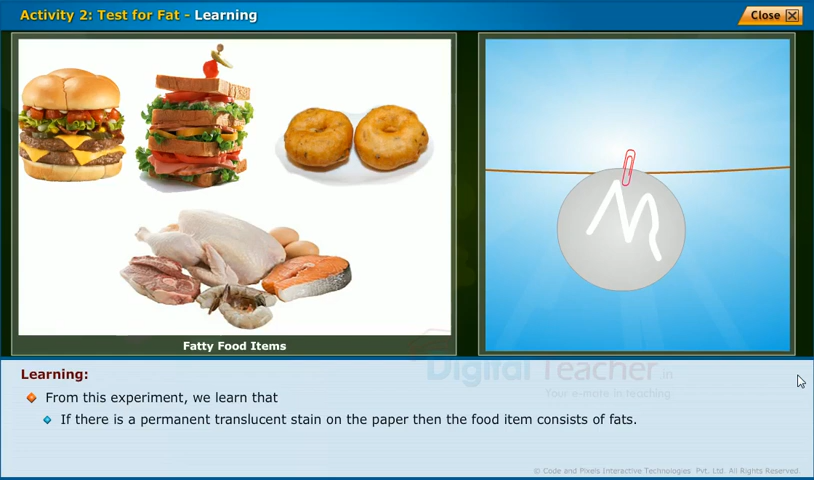 Activity 2: Test for Fat - Learning
Close
Fatty Food Items
Learning:
From this experiment, we learn that
If there is a permanent translucent stain on the paper then the food item consists of fats.
Digital Teacher.in
Your e-mate in teaching
© Code and Pixels Interactive Technologies Pvt. Ltd. All Rights Reserved.